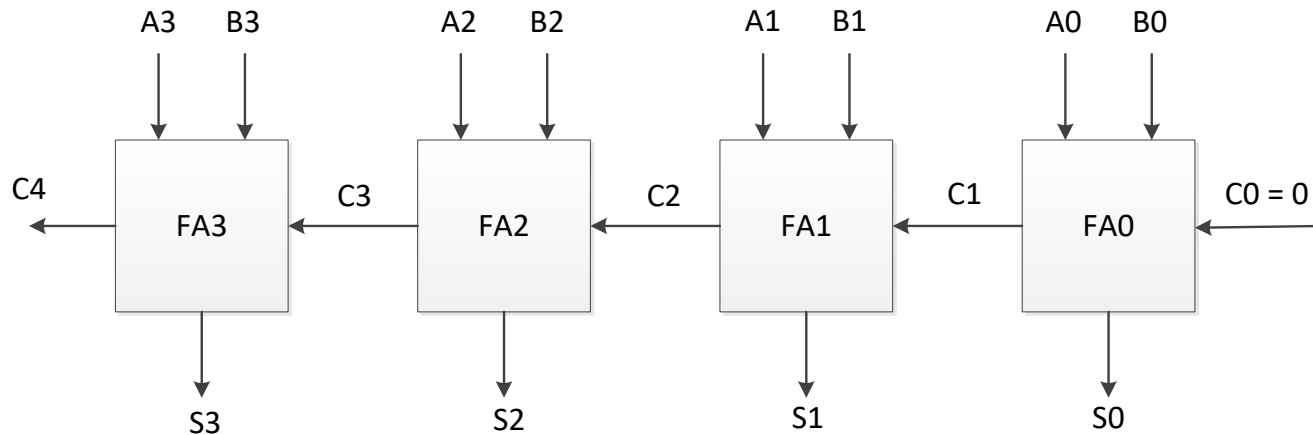 A3 B3 A2 B2 A1 B1 A0 B0
C4 C3 C2 C1 C0 = 0
FA3 FA2 FA1 FA0
S3 S2 S1 S0